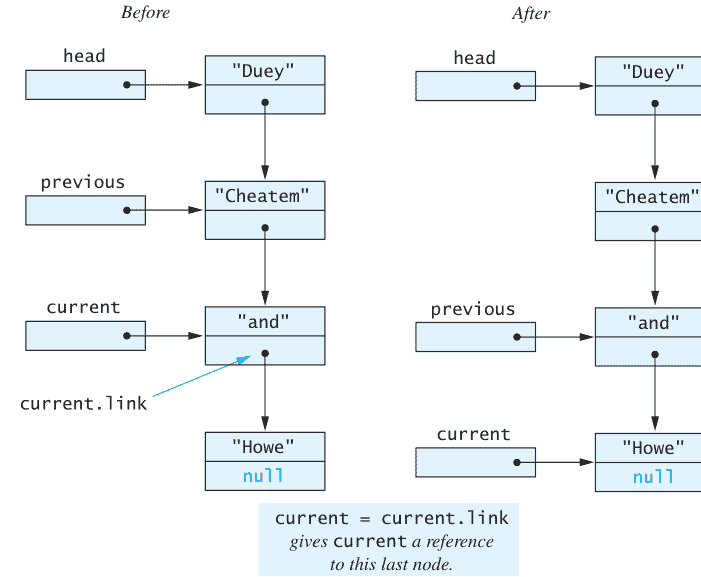 Before
head
"Duey"
previous
"Cheatem"
current
"and"
current.link
"Howe"
null
After
head
"Duey"
"Cheatem"
previous
"and"
current
"Howe"
null
current = current.link
gives current a reference
to this last node.